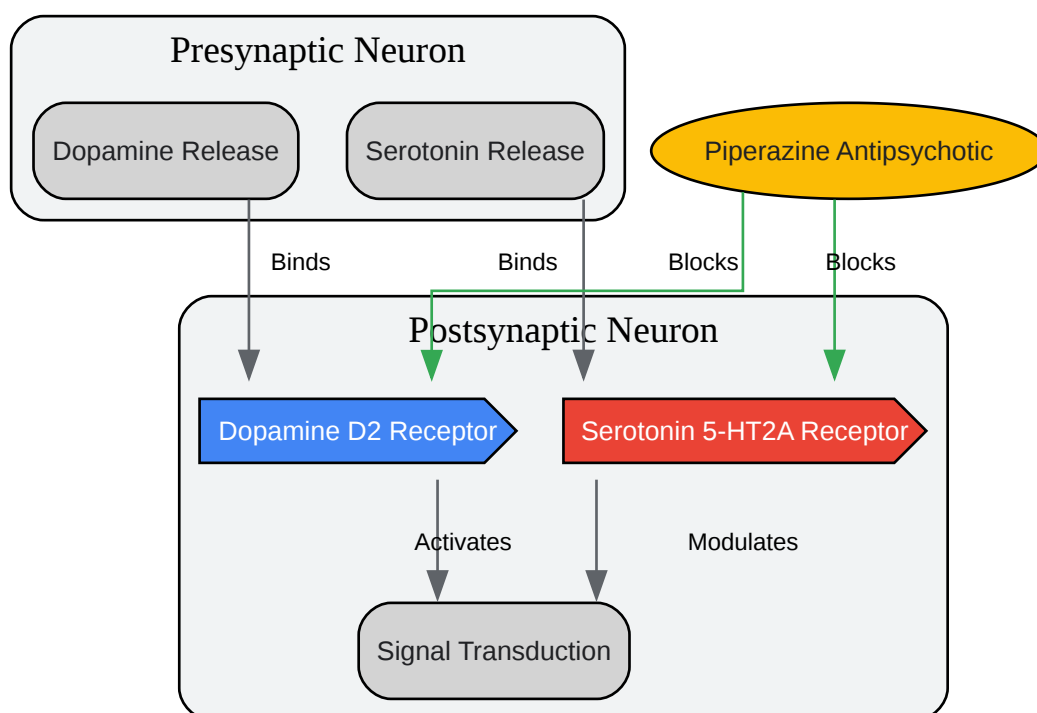 Presynaptic Neuron
Dopamine Release
Serotonin Release
Piperazine Antipsychotic
Binds
Binds
Blocks
Blocks
Postsynaptic Neuron
Dopamine D2 Receptor
Serotonin 5-HT2A Receptor
Activates
Modulates
Signal Transduction